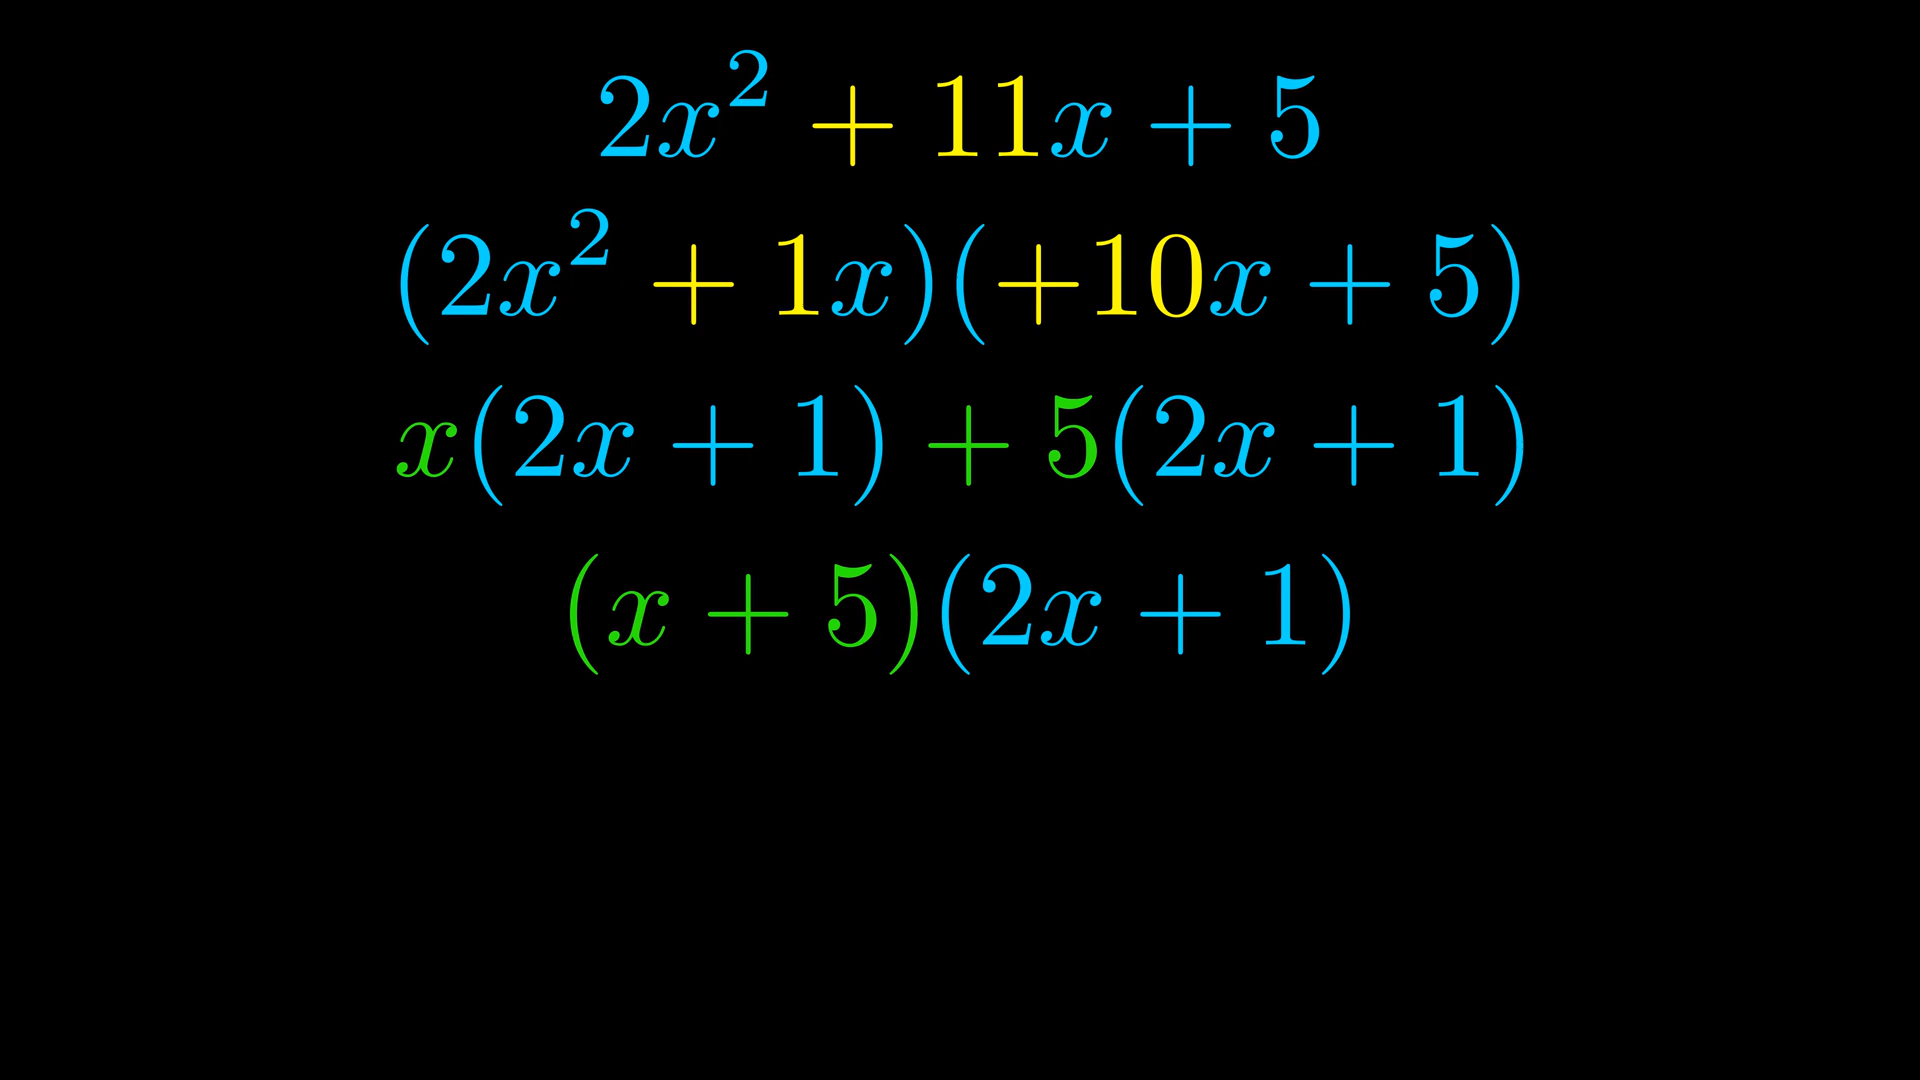 2x² + 11x + 5
(2x² + 1x)(+10x + 5)
x(2x + 1) + 5(2x + 1)
(x + 5)(2x + 1)